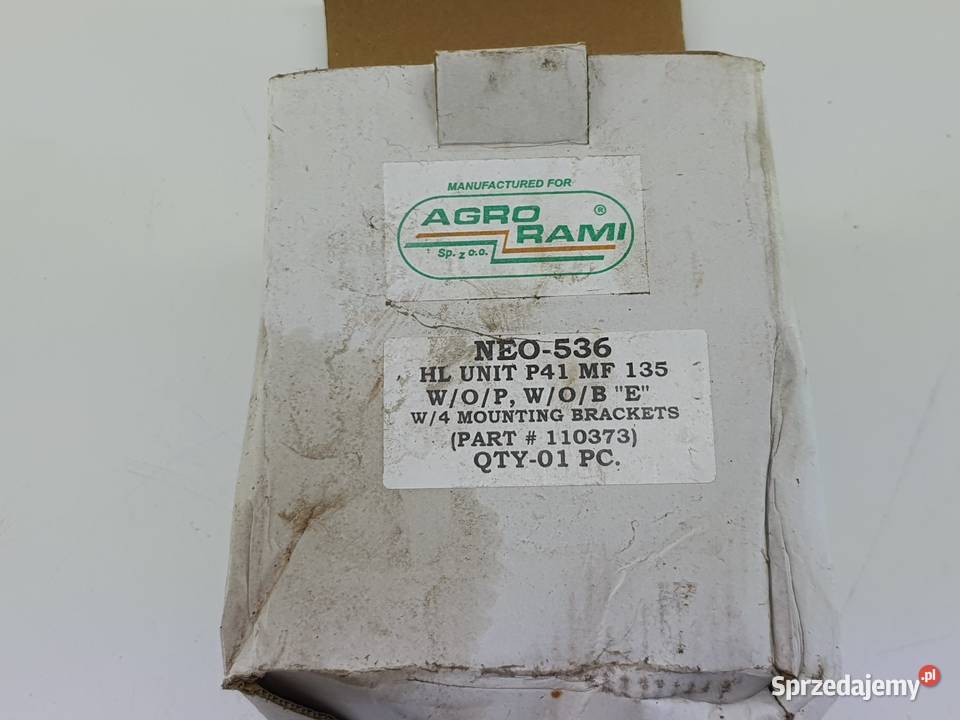 MANUFACTURED FOR
AGRO ®
RAMI
Sp. z o.o.
NEO-536
HL UNIT P41 MF 135
W/O/P, W/O/B "E"
W/4 MOUNTING BRACKETS
(PART # 110373)
QTY-01 PC.
Sprzedajemy.pl